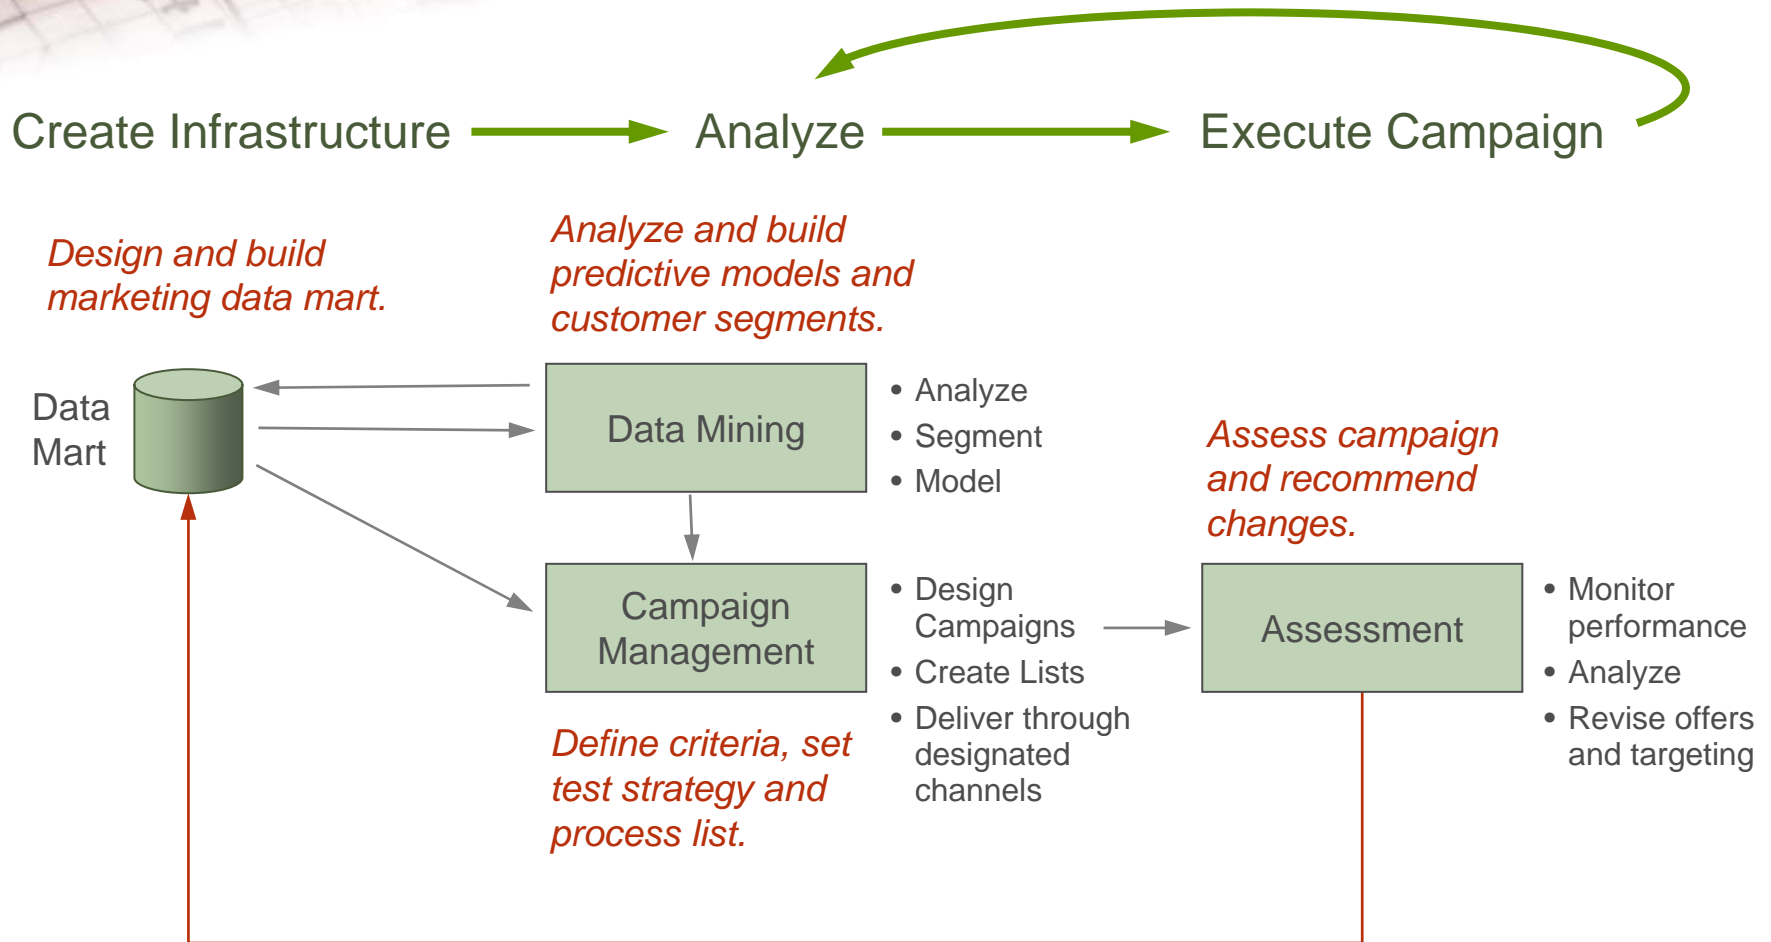 Create Infrastructure
Analyze
Execute Campaign
Design and build
marketing data mart.
Analyze and build
predictive models and
customer segments.
Data
Mart
Data Mining
• Analyze
• Segment
• Model
Assess campaign
and recommend
changes.
Campaign
Management
• Design
Campaigns
• Create Lists
• Deliver through
designated
channels
Assessment
• Monitor
performance
• Analyze
• Revise offers
and targeting
Define criteria, set
test strategy and
process list.